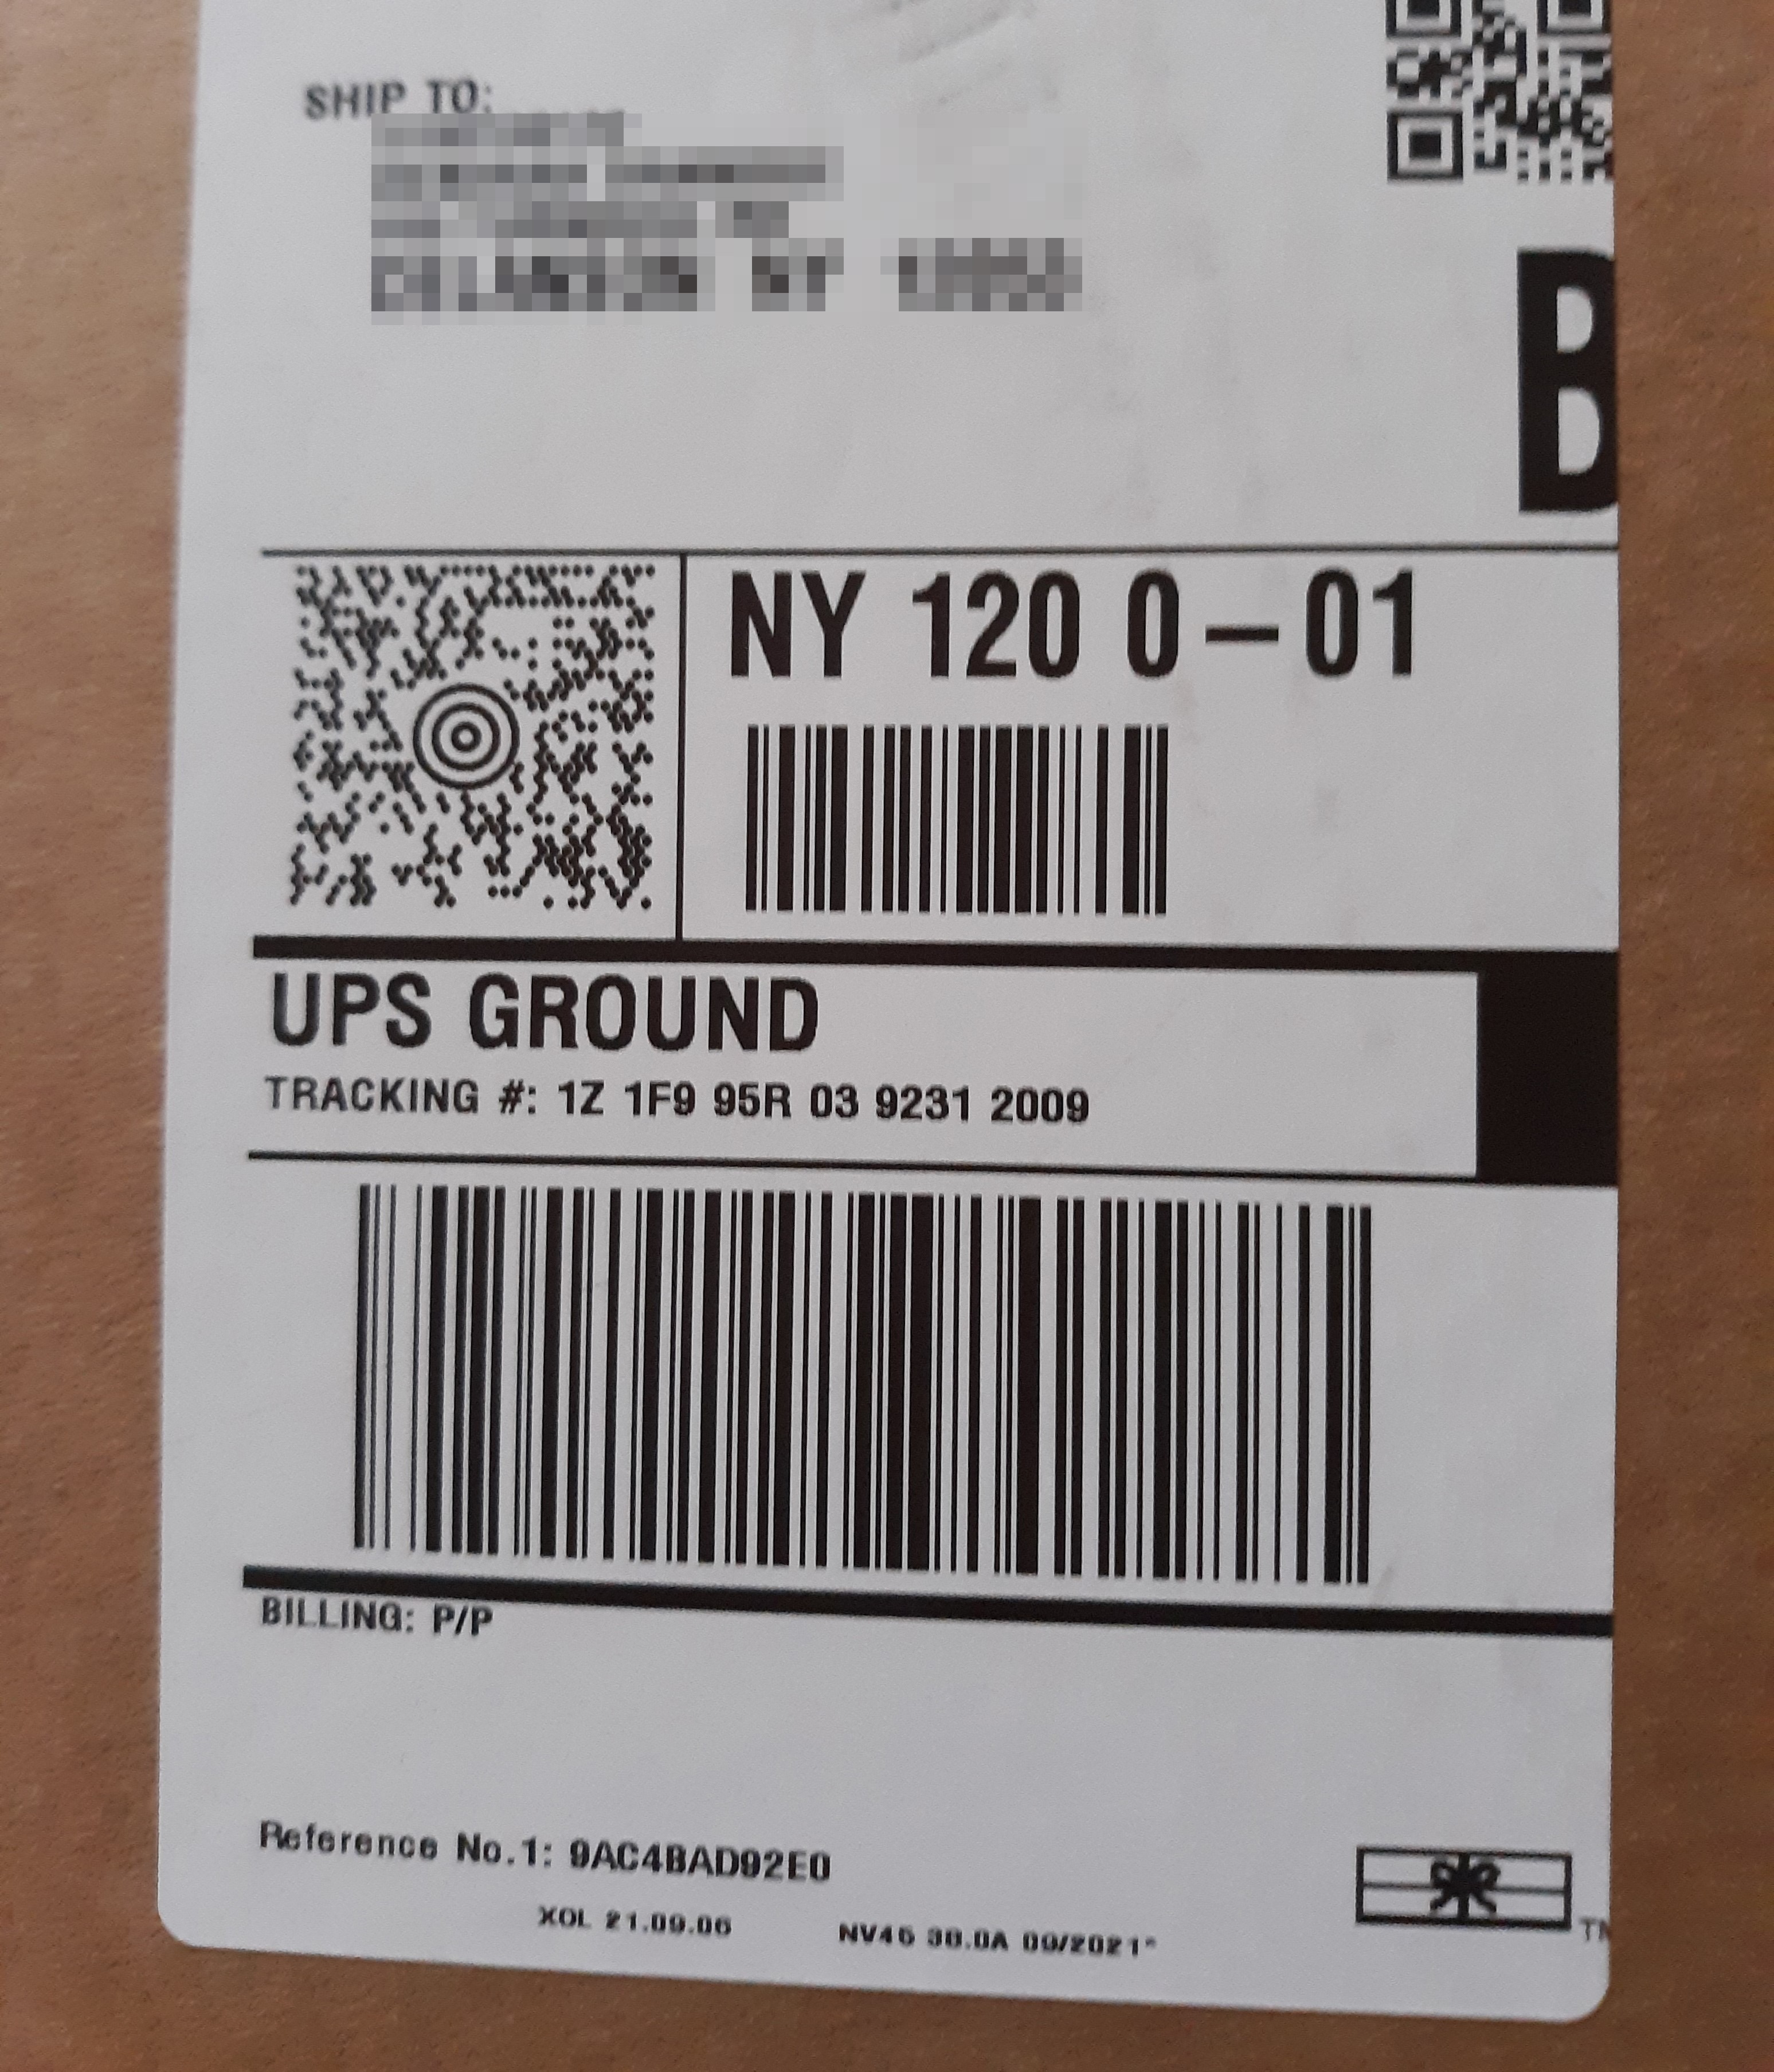 SHIP TO:
B
NY 120 0-01
UPS GROUND
TRACKING #: 1Z 1F9 95R 03 9231 2009
BILLING: P/P
Reference No.1: 9AC4BAD92E0
XOL 21.09.06
NV45 38.0A 09/2021*
TM